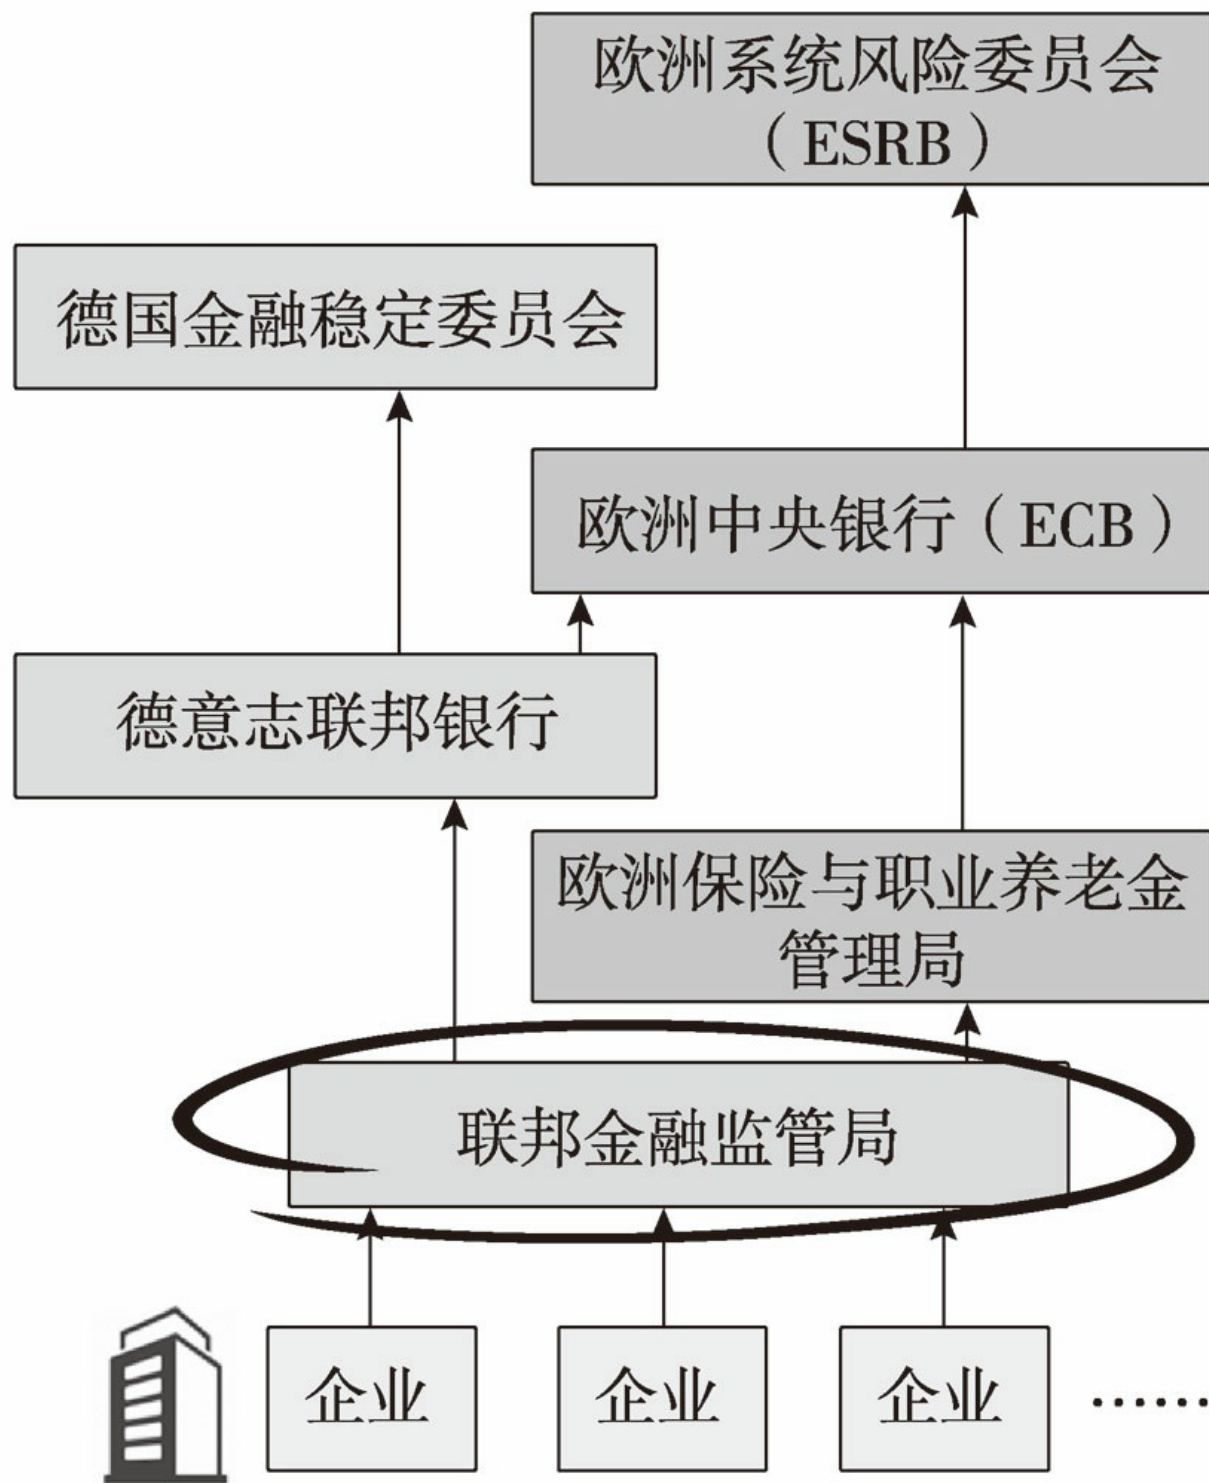 欧洲系统风险委员会
（ESRB）
德国金融稳定委员会
欧洲中央银行（ECB）
德意志联邦银行
欧洲保险与职业养老金
管理局
联邦金融监管局
企业
企业
企业
……